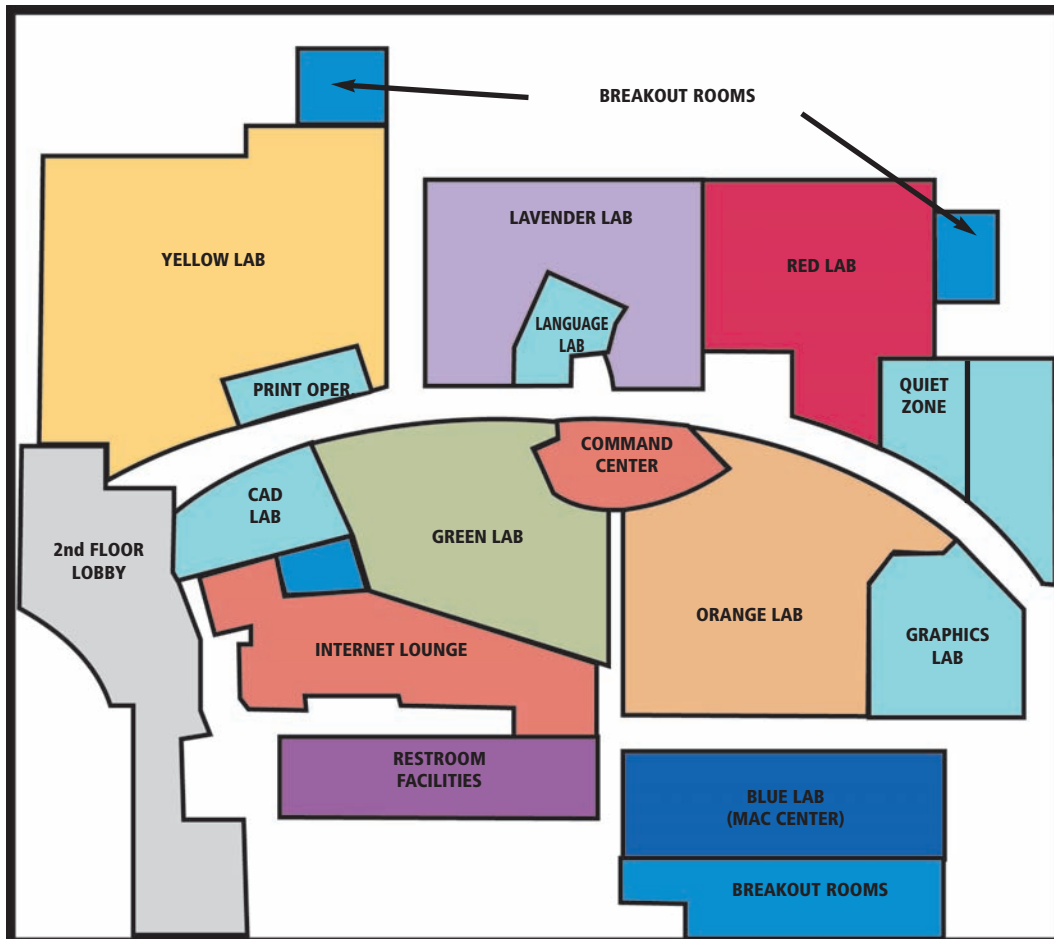 BREAKOUT ROOMS
LAVENDER LAB
YELLOW LAB
RED LAB
LANGUAGE
LAB
PRINT OPER.
QUIET
ZONE
COMMAND
CENTER
CAD
LAB
GREEN LAB
2nd FLOOR
LOBBY
ORANGE LAB
GRAPHICS
LAB
INTERNET LOUNGE
RESTROOM
FACILITIES
BLUE LAB
(MAC CENTER)
BREAKOUT ROOMS